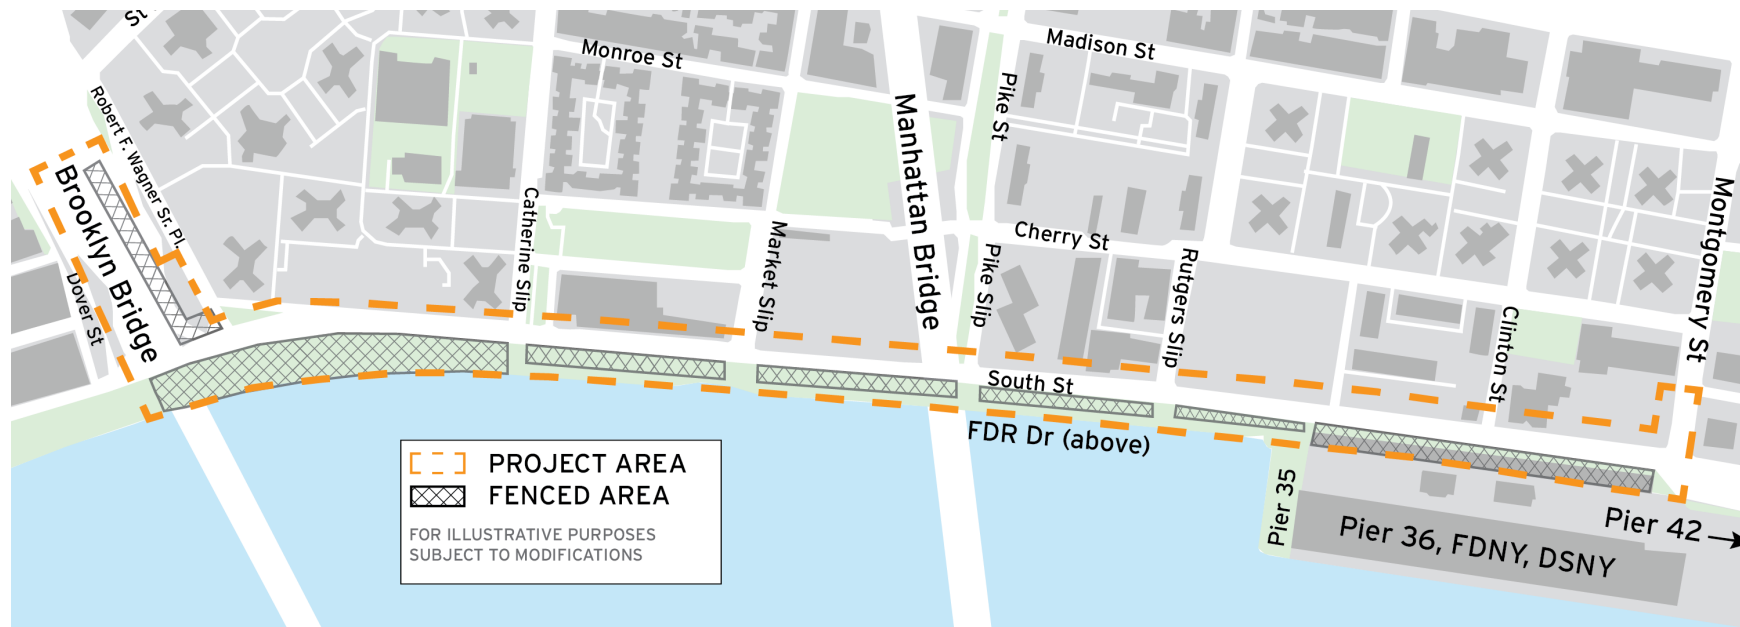 St
Monroe St
Madison St
Robert F. Wagner Sr. Pl.
Pike St
Manhattan Bridge
Brooklyn Bridge
Catherine Slip
Market Slip
Cherry St
Pike Slip
Rutgers Slip
Montgomery St
Dover St
Clinton St
South St
FDR Dr (above)
PROJECT AREA
FENCED AREA
FOR ILLUSTRATIVE PURPOSES
SUBJECT TO MODIFICATIONS
Pier 35
Pier 36, FDNY, DSNY
Pier 42